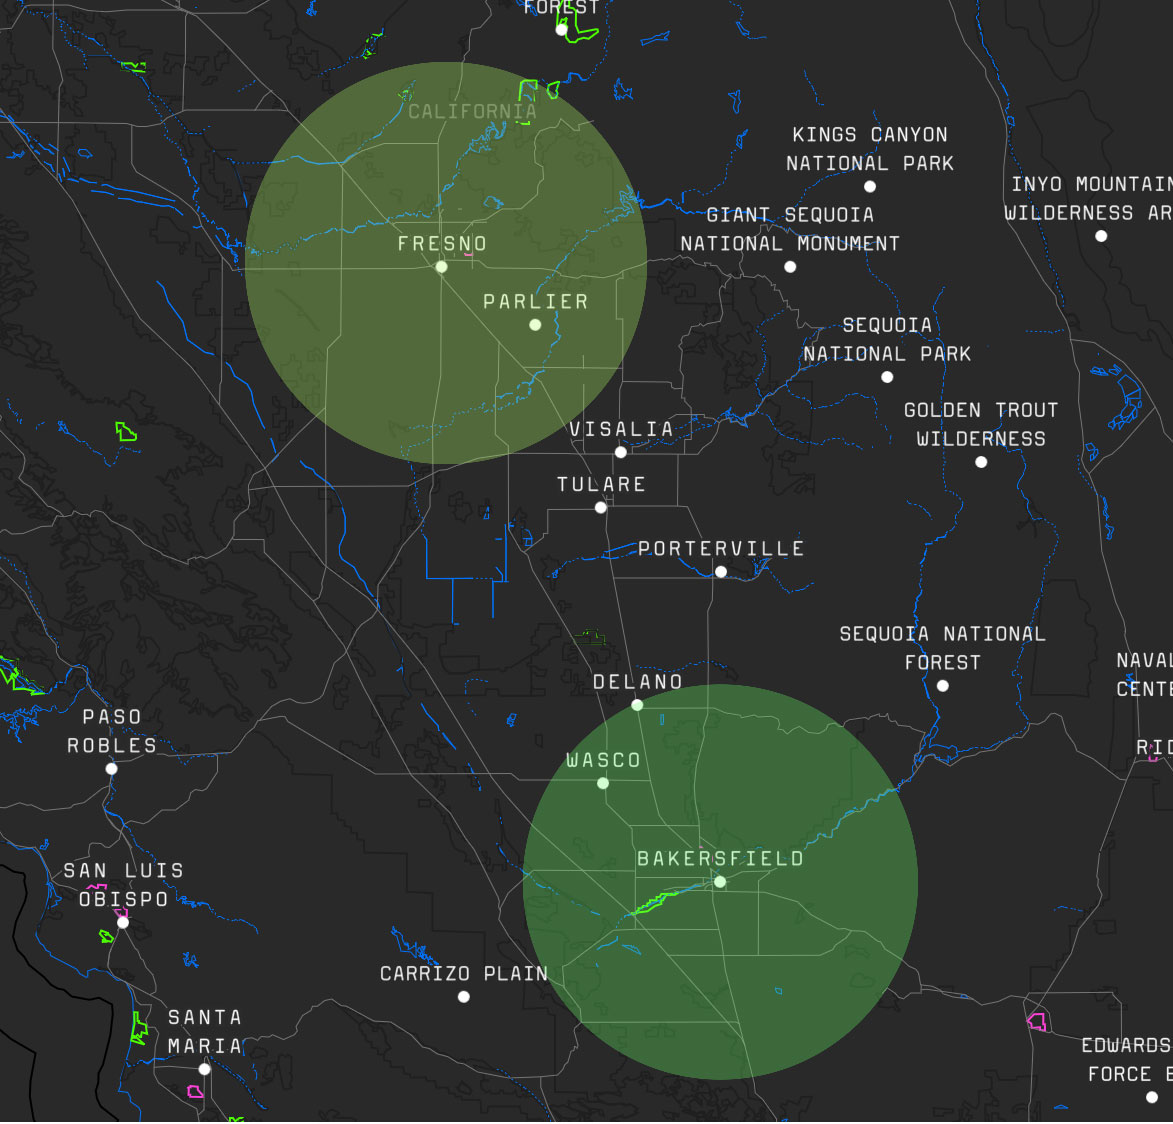 FOREST
CALIFORNIA
KINGS CANYON
NATIONAL PARK
INYO MOUNTAIN
WILDERNESS AR
GIANT SEQUOIA
NATIONAL MONUMENT
FRESNO
PARLIER
SEQUOIA
NATIONAL PARK
GOLDEN TROUT
WILDERNESS
VISALIA
TULARE
PORTERVILLE
SEQUOIA NATIONAL
FOREST
NAVAL
CENTE
DELANO
PASO
ROBLES
RID
WASCO
BAKERSFIELD
SAN LUIS
OBISPO
CARRIZO PLAIN
SANTA
MARIA
EDWARDS
FORCE B